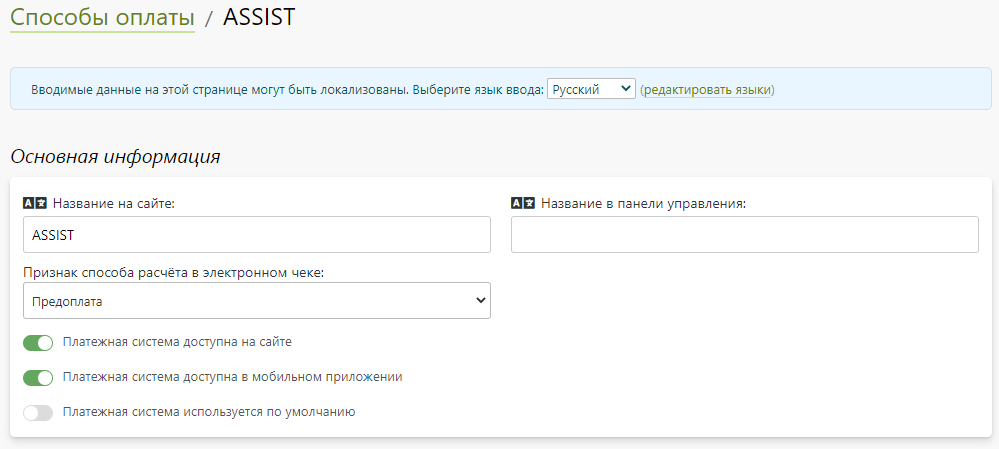 Способы оплаты / ASSIST
Вводимые данные на этой странице могут быть локализованы. Выберите язык ввода: Русский (редактировать языки)
Основная информация
Название на сайте:
Название в панели управления:
ASSIST
Признак способа расчёта в электронном чеке:
Предоплата
Платежная система доступна на сайте
Платежная система доступна в мобильном приложении
Платежная система используется по умолчанию